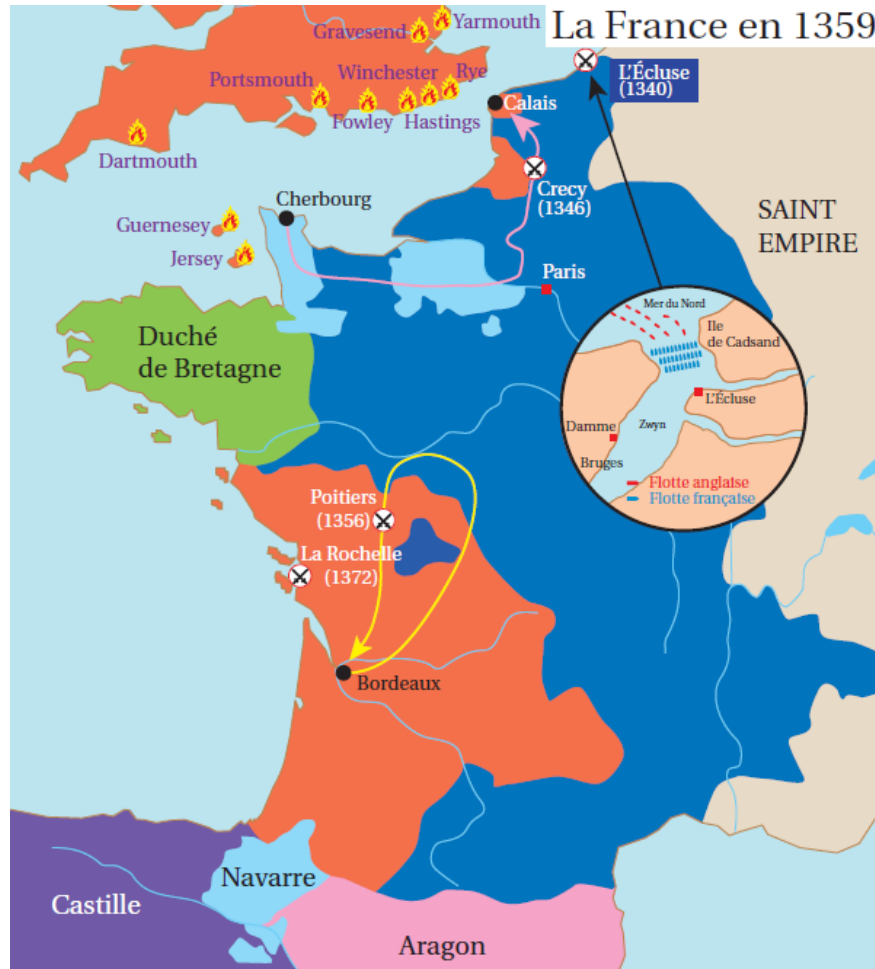 La France en 1359
Yarmouth
Gravesend
Winchester
Rye
Portsmouth
L'Écluse
(1340)
Calais
Fowley
Hastings
Dartmouth
Crecy
(1346)
Cherbourg
SAINT
EMPIRE
Guernesey
Jersey
Paris
Mer du Nord
Ile
de Cadsand
Duché
de Bretagne
L'Écluse
Damme
Zwyn
Bruges
Flotte anglaise
Flotte française
Poitiers
(1356)
La Rochelle
(1372)
Bordeaux
Navarre
Castille
Aragon